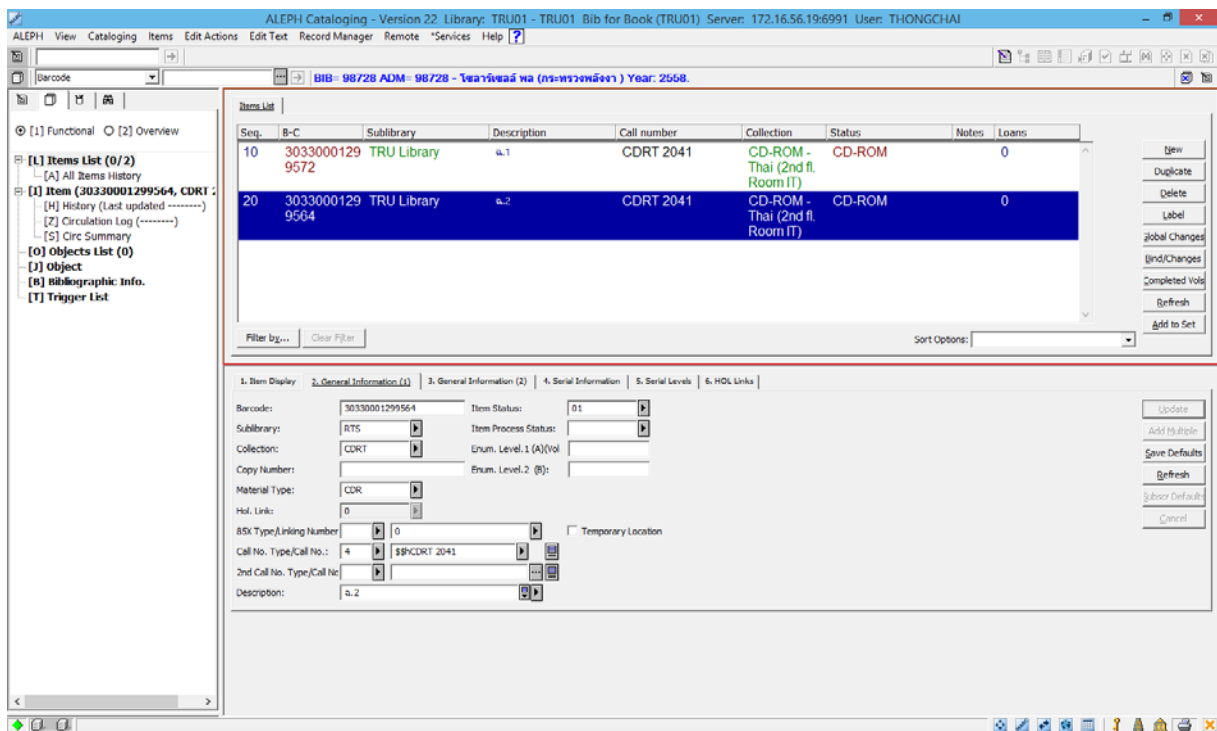 ALEPH Cataloging - Version 22 Library: TRU01 - TRU01 Bib for Book (TRU01) Server: 172.16.56.19:6991 User: THONGCHAI
ALEPH View Cataloging Items Edit Actions Edit Text Record Manager Remote *Services Help ?
Barcode BIB= 98728 ADM= 98728 - โซลาร์เซลล์ พล (กระทรวงพลังงา ) Year: 2558.
[1] Functional [2] Overview
[L] Items List (0/2)
[A] All Items History
[I] Item (30330001299564, CDRT 2
[H] History (Last updated --------)
[Z] Circulation Log (--------)
[S] Circ Summary
[O] Objects List (0)
[J] Object
[B] Bibliographic Info.
[T] Trigger List
Items List
Seq. B-C Sublibrary Description Call number Collection Status Notes Loans
10 3033000129 TRU Library ฉ.1 CDRT 2041 CD-ROM - CD-ROM 0
9572 Thai (2nd fl.
Room IT)
20 3033000129 TRU Library ฉ.2 CDRT 2041 CD-ROM - CD-ROM 0
9564 Thai (2nd fl.
Room IT)
New
Duplicate
Delete
Label
Global Changes
Bind/Changes
Completed Vols
Refresh
Add to Set
Filter by... Clear Filter Sort Options:
1. Item Display 2. General Information (1) 3. General Information (2) 4. Serial Information 5. Serial Levels 6. HOL Links
Barcode: 30330001299564 Item Status: 01
Sublibrary: RTS Item Process Status:
Collection: CDRT Enum. Level.1 (A)(Vol
Copy Number: Enum. Level.2 (B):
Material Type: CDR
Hol. Link: 0
85X Type/Linking Number 0 Temporary Location
Call No. Type/Call No.: 4 $$hCDRT 2041
2nd Call No. Type/Call No
Description: ฉ.2
Update
Add Multiple
Save Defaults
Refresh
Subscr Defaults
Cancel